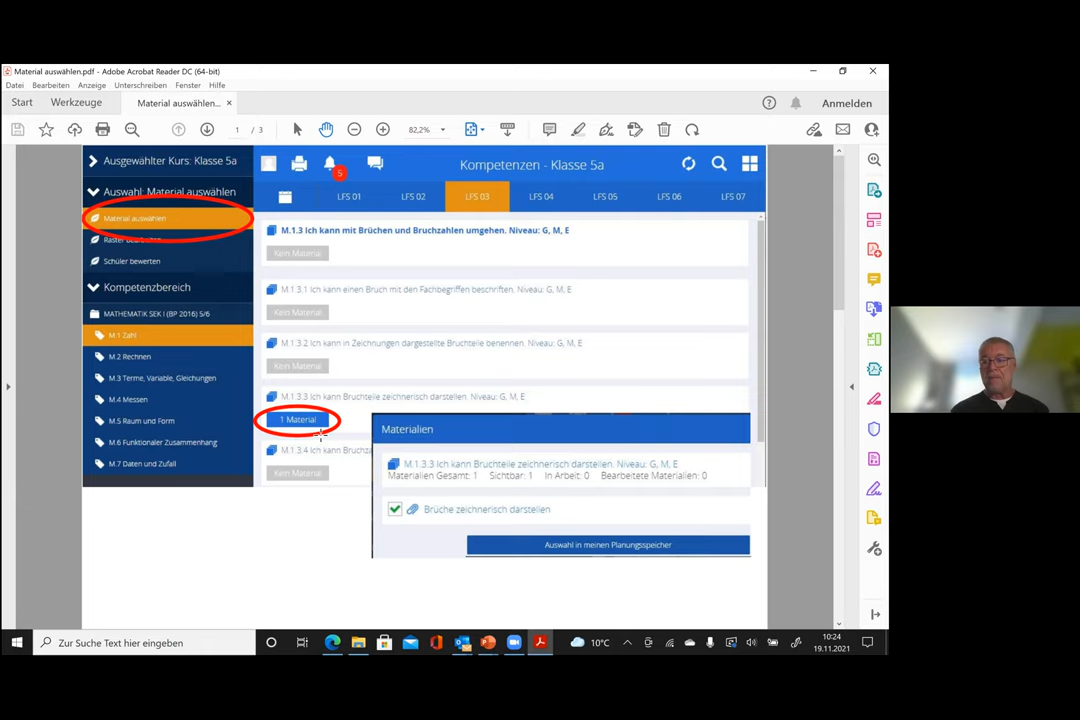 Material auswählen.pdf - Adobe Acrobat Reader DC (64-bit)
Datei Bearbeiten Anzeige Unterschreiben Fenster Hilfe
Start Werkzeuge Material auswählen... × Anmelden
1 / 3 82,2%
Ausgewählter Kurs: Klasse 5a
5
Kompetenzen - Klasse 5a
Auswahl: Material auswählen
LFS 01 LFS 02 LFS 03 LFS 04 LFS 05 LFS 06 LFS 07
Material auswählen
Raster bearbeiten
Schüler bewerten
Kompetenzbereich
MATHEMATIK SEK I (BP 2016) 5/6
M.1 Zahl
M.2 Rechnen
M.3 Terme, Variable, Gleichungen
M.4 Messen
M.5 Raum und Form
M.6 Funktionaler Zusammenhang
M.7 Daten und Zufall
M.1.3 Ich kann mit Brüchen und Bruchzahlen umgehen. Niveau: G, M, E
Kein Material
M.1.3.1 Ich kann einen Bruch mit den Fachbegriffen beschriften. Niveau: G, M, E
Kein Material
M.1.3.2 Ich kann in Zeichnungen dargestellte Bruchteile benennen. Niveau: G, M, E
Kein Material
M.1.3.3 Ich kann Bruchteile zeichnerisch darstellen. Niveau: G, M, E
1 Material
M.1.3.4 Ich kann Bruchza
Kein Material
Materialien
M.1.3.3 Ich kann Bruchteile zeichnerisch darstellen. Niveau: G, M, E
Materialien Gesamt: 1 Sichtbar: 1 In Arbeit: 0 Bearbeitete Materialien: 0
Brüche zeichnerisch darstellen
Auswahl in meinen Planungsspeicher
Zur Suche Text hier eingeben
10°C
10:24
19.11.2021